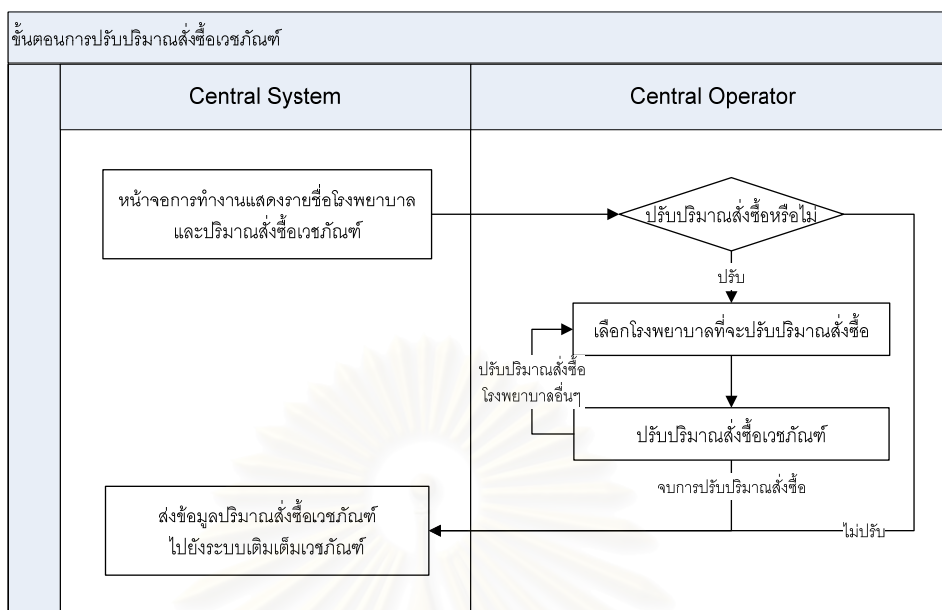 ขั้นตอนการปรับปริมาณสั่งซื้อเวชภัณฑ์
Central System
Central Operator
หน้าจอการทำงานแสดงรายชื่อโรงพยาบาล
และปริมาณสั่งซื้อเวชภัณฑ์
ปรับปริมาณสั่งซื้อหรือไม่
ปรับ
เลือกโรงพยาบาลที่จะปรับปริมาณสั่งซื้อ
ปรับปริมาณสั่งซื้อ
โรงพยาบาลอื่นๆ
ปรับปริมาณสั่งซื้อเวชภัณฑ์
จบการปรับปริมาณสั่งซื้อ
ส่งข้อมูลปริมาณสั่งซื้อเวชภัณฑ์
ไปยังระบบเติมเต็มเวชภัณฑ์
ไม่ปรับ